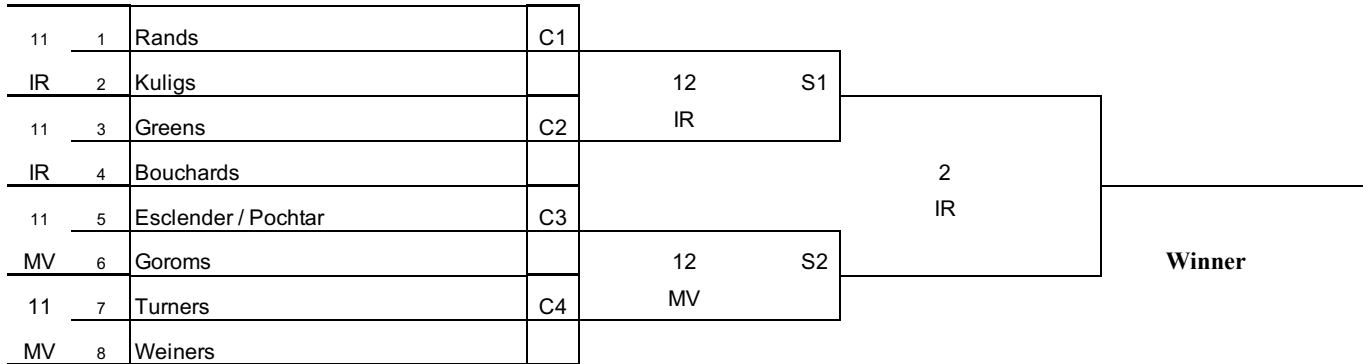 11 1 Rands C1
IR 2 Kuligs 12 S1
11 3 Greens C2 IR
IR 4 Bouchards 2
11 5 Esclender / Pochtar C3 IR
MV 6 Goroms 12 S2 Winner
11 7 Turners C4 MV
MV 8 Weiners